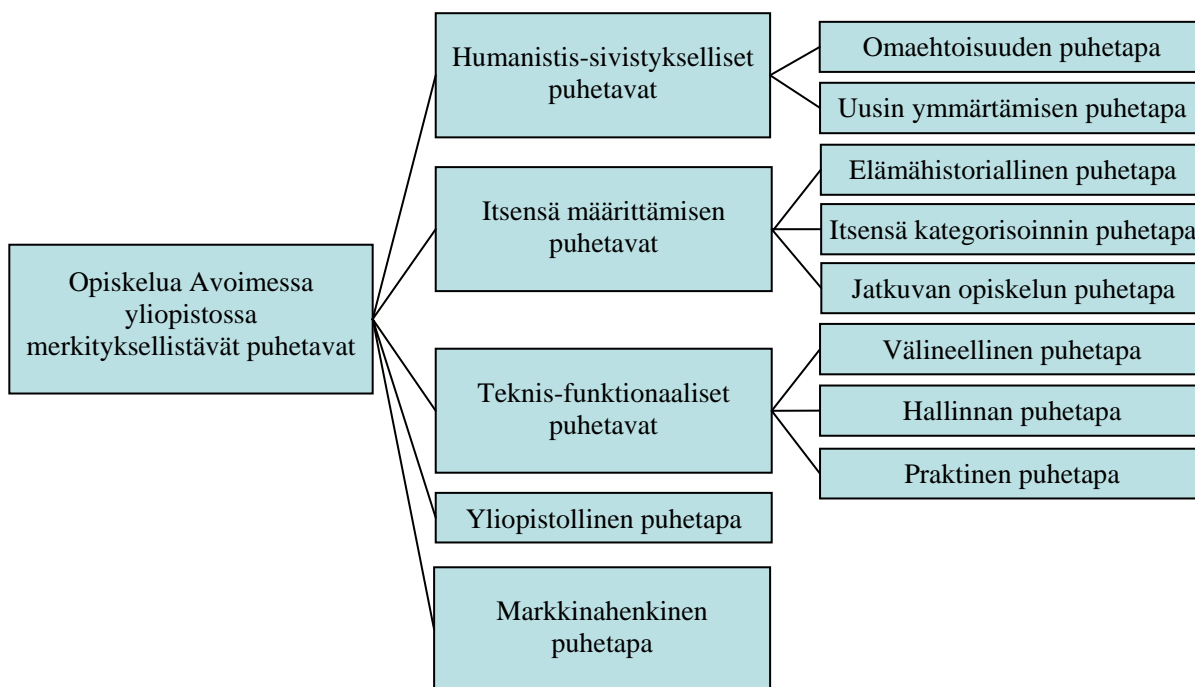 Opiskelua Avoimessa
yliopistossa
merkityksellistävät puhetavat
Humanistis-sivistykselliset
puhetavat
Omaehtoisuuden puhetapa
Uusin ymmärtämisen puhetapa
Itsensä määrittämisen
puhetavat
Elämähistoriallinen puhetapa
Itsensä kategorisoinnin puhetapa
Jatkuvan opiskelun puhetapa
Teknis-funktionaaliset
puhetavat
Välineellinen puhetapa
Hallinnan puhetapa
Praktinen puhetapa
Yliopistollinen puhetapa
Markkinahenkinen
puhetapa